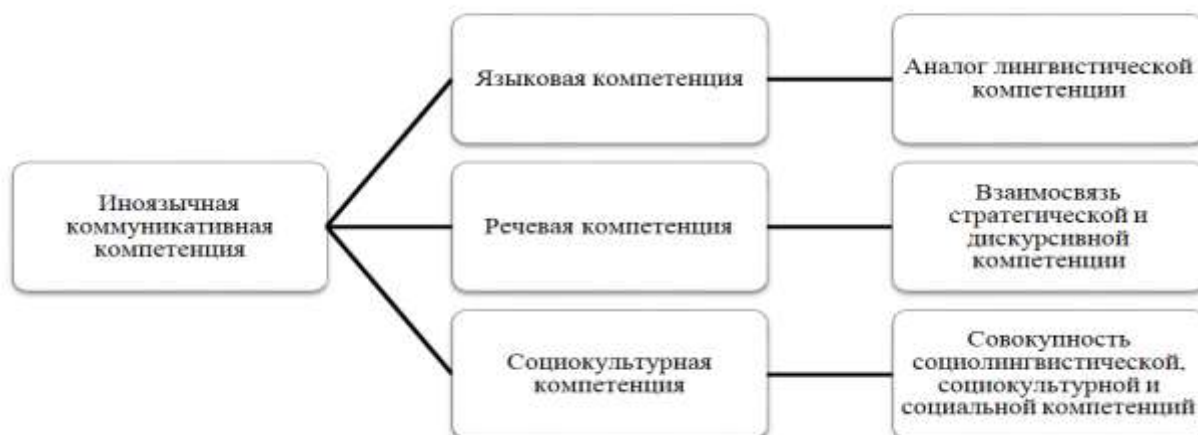 Иноязычная
коммуникативная
компетенция
Языковая компетенция
Аналог лингвистической
компетенции
Речевая компетенция
Взаимосвязь
стратегической и
дискурсивной
компетенции
Социокультурная
компетенция
Совокупность
социолингвистической,
социокультурной и
социальной компетенций